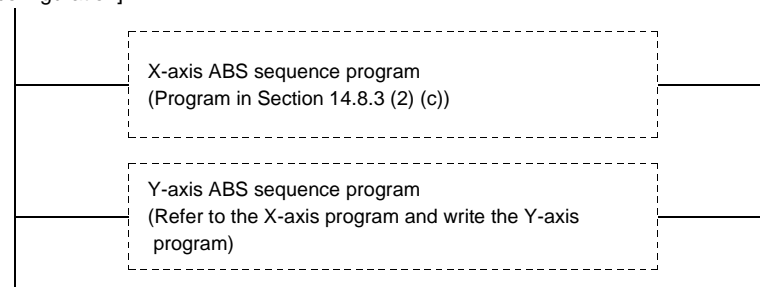 X-axis ABS sequence program
(Program in Section 14.8.3 (2) (c))
Y-axis ABS sequence program
(Refer to the X-axis program and write the Y-axis
program)